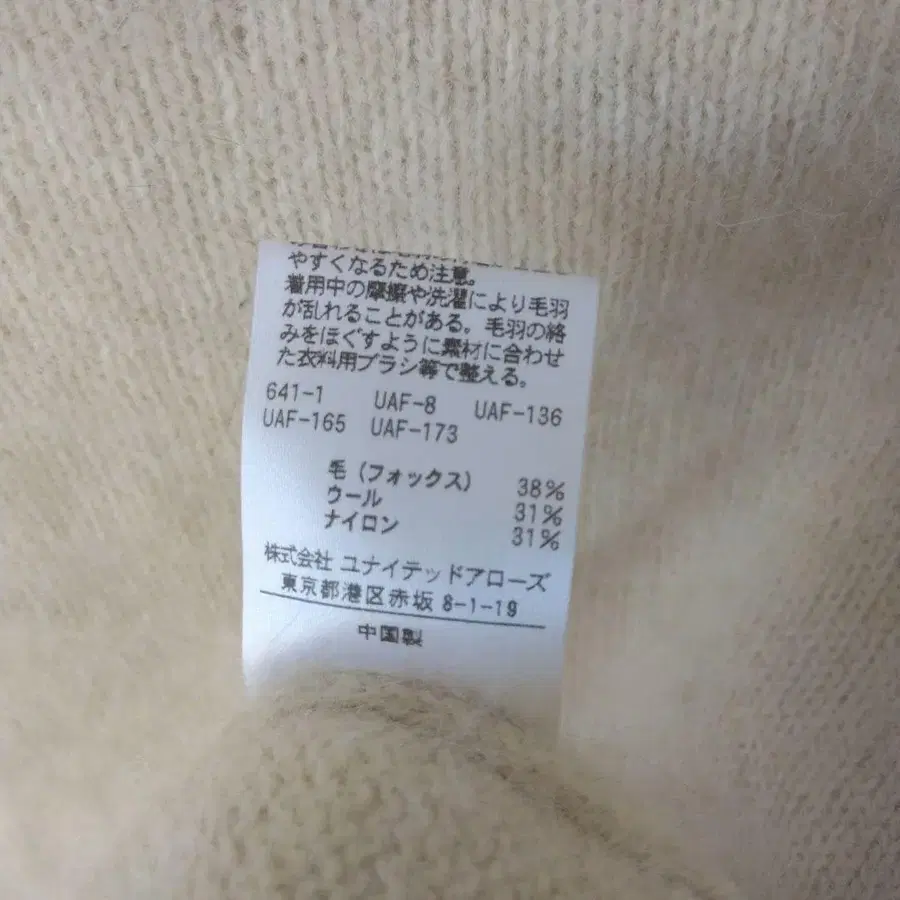 やすくなるため注意。
着用中の摩擦や洗濯により毛羽
が乱れることがある。毛羽の絡
みをほぐすように素材に合わせ
た衣料用ブラシ等で整える。
641-1 UAF-8 UAF-136
UAF-165 UAF-173
毛（フォックス） 38%
ウール 31%
ナイロン 31%
株式会社 ユナイテッドアローズ
東京都港区赤坂 8-1-19
中国製